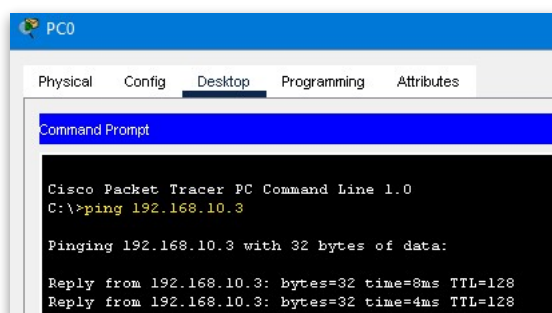 PC0
Physical Config Desktop Programming Attributes
Command Prompt
Cisco Packet Tracer PC Command Line 1.0
C:\>ping 192.168.10.3
Pinging 192.168.10.3 with 32 bytes of data:
Reply from 192.168.10.3: bytes=32 time=8ms TTL=128
Reply from 192.168.10.3: bytes=32 time=4ms TTL=128